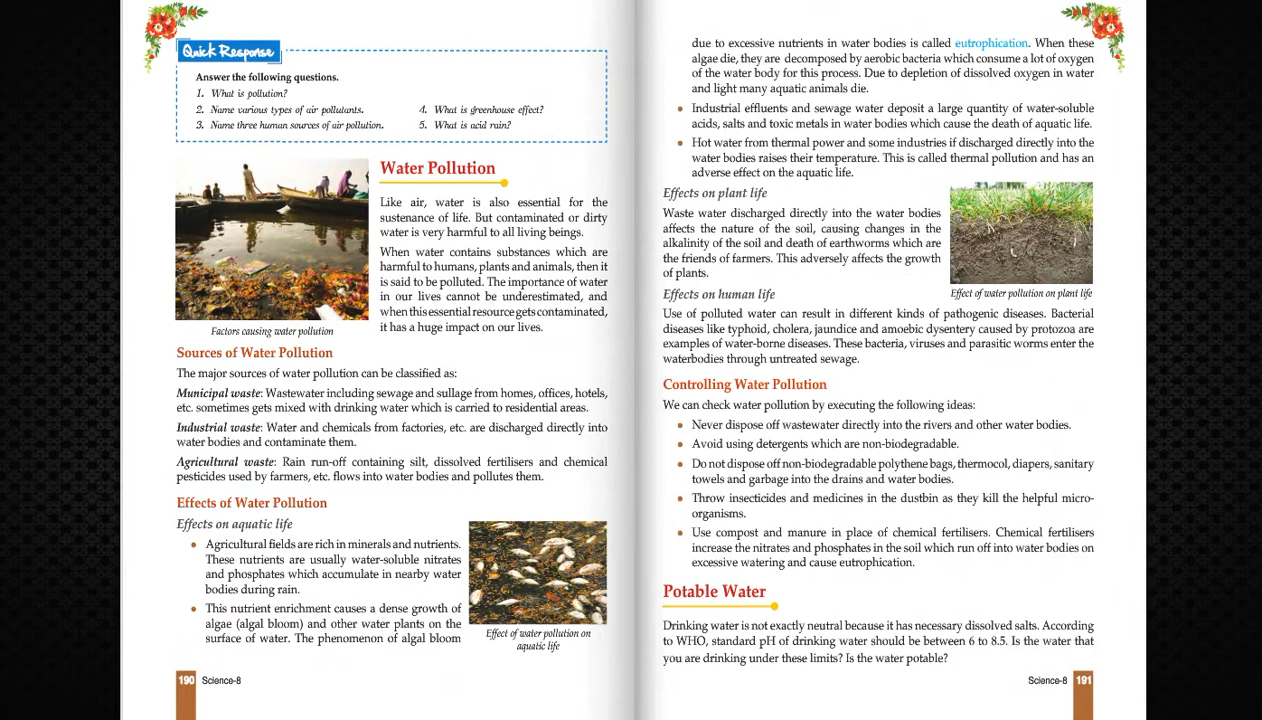 Quick Response
Answer the following questions.
1. What is pollution?
2. Name various types of air pollutants.
3. Name three human sources of air pollution.
4. What is greenhouse effect?
5. What is acid rain?
Water Pollution
Like air, water is also essential for the
sustenance of life. But contaminated or dirty
water is very harmful to all living beings.
When water contains substances which are
harmful to humans, plants and animals, then it
is said to be polluted. The importance of water
in our lives cannot be underestimated, and
when this essential resource gets contaminated,
it has a huge impact on our lives.
Factors causing water pollution
Sources of Water Pollution
The major sources of water pollution can be classified as:
Municipal waste: Wastewater including sewage and sullage from homes, offices, hotels,
etc. sometimes gets mixed with drinking water which is carried to residential areas.
Industrial waste: Water and chemicals from factories, etc. are discharged directly into
water bodies and contaminate them.
Agricultural waste: Rain run-off containing silt, dissolved fertilisers and chemical
pesticides used by farmers, etc. flows into water bodies and pollutes them.
Effects of Water Pollution
Effects on aquatic life
• Agricultural fields are rich in minerals and nutrients.
These nutrients are usually water-soluble nitrates
and phosphates which accumulate in nearby water
bodies during rain.
• This nutrient enrichment causes a dense growth of
algae (algal bloom) and other water plants on the
surface of water. The phenomenon of algal bloom
Effect of water pollution on
aquatic life
190 Science-8
due to excessive nutrients in water bodies is called eutrophication. When these
algae die, they are decomposed by aerobic bacteria which consume a lot of oxygen
of the water body for this process. Due to depletion of dissolved oxygen in water
and light many aquatic animals die.
• Industrial effluents and sewage water deposit a large quantity of water-soluble
acids, salts and toxic metals in water bodies which cause the death of aquatic life.
• Hot water from thermal power and some industries if discharged directly into the
water bodies raises their temperature. This is called thermal pollution and has an
adverse effect on the aquatic life.
Effects on plant life
Waste water discharged directly into the water bodies
affects the nature of the soil, causing changes in the
alkalinity of the soil and death of earthworms which are
the friends of farmers. This adversely affects the growth
of plants.
Effect of water pollution on plant life
Effects on human life
Use of polluted water can result in different kinds of pathogenic diseases. Bacterial
diseases like typhoid, cholera, jaundice and amoebic dysentery caused by protozoa are
examples of water-borne diseases. These bacteria, viruses and parasitic worms enter the
waterbodies through untreated sewage.
Controlling Water Pollution
We can check water pollution by executing the following ideas:
• Never dispose off wastewater directly into the rivers and other water bodies.
• Avoid using detergents which are non-biodegradable.
• Do not dispose off non-biodegradable polythene bags, thermocol, diapers, sanitary
towels and garbage into the drains and water bodies.
• Throw insecticides and medicines in the dustbin as they kill the helpful micro-
organisms.
• Use compost and manure in place of chemical fertilisers. Chemical fertilisers
increase the nitrates and phosphates in the soil which run off into water bodies on
excessive watering and cause eutrophication.
Potable Water
Drinking water is not exactly neutral because it has necessary dissolved salts. According
to WHO, standard pH of drinking water should be between 6 to 8.5. Is the water that
you are drinking under these limits? Is the water potable?
Science-8 191